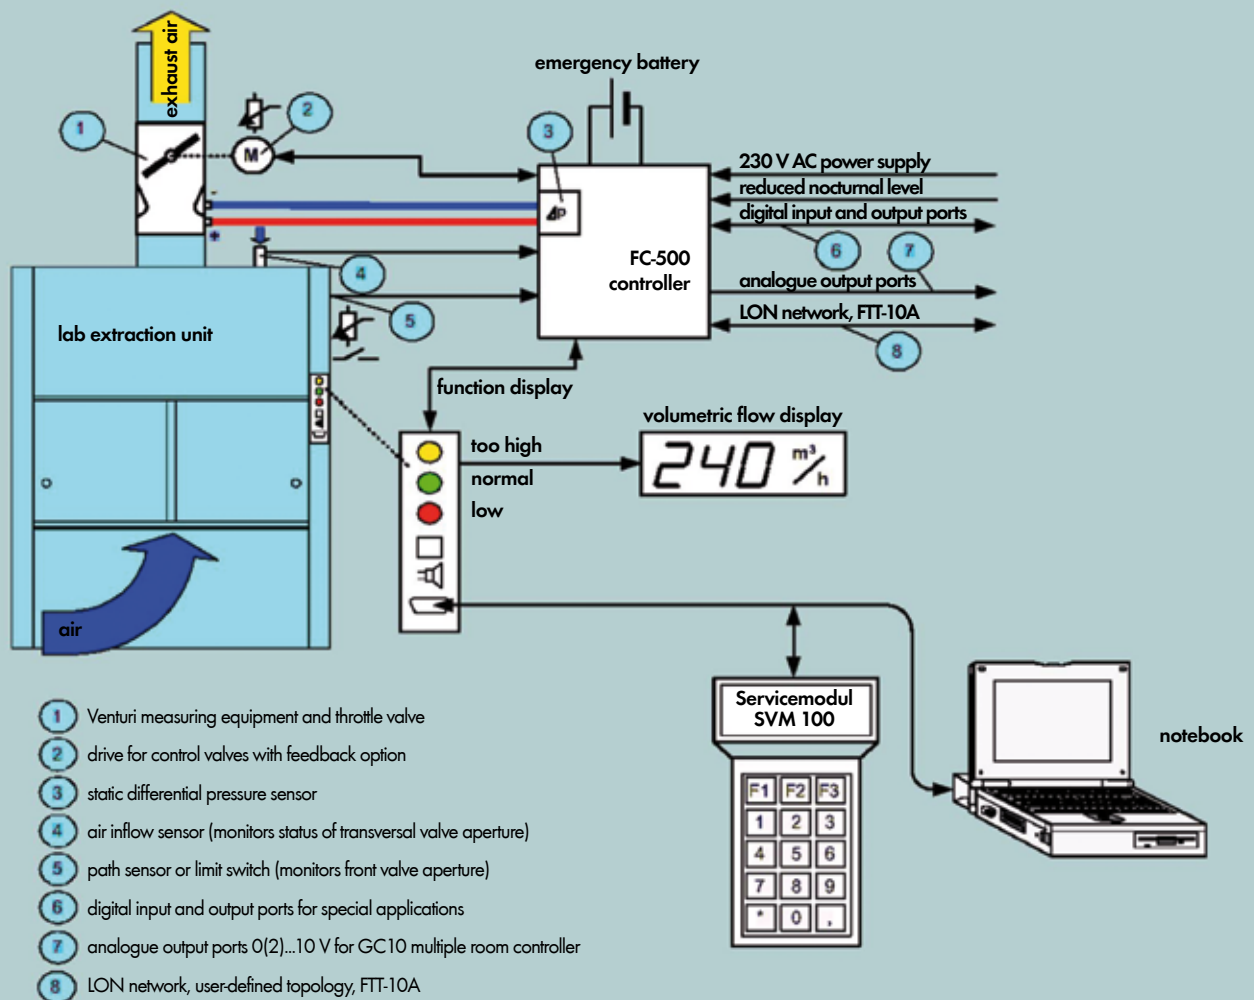 exhaust air
emergency battery
1
2
M
3
230 V AC power supply
reduced nocturnal level
digital input and output ports
-
+
ΔP
FC-500
controller
6
7
4
analogue output ports
5
LON network, FTT-10A
8
lab extraction unit
function display
volumetric flow display
too high
normal
low
240 m³/h
air
Servicemodul
SVM 100
notebook
F1 F2 F3
1 2 3
4 5 6
7 8 9
* 0 ,
1 Venturi measuring equipment and throttle valve
2 drive for control valves with feedback option
3 static differential pressure sensor
4 air inflow sensor (monitors status of transversal valve aperture)
5 path sensor or limit switch (monitors front valve aperture)
6 digital input and output ports for special applications
7 analogue output ports 0(2)...10 V for GC10 multiple room controller
8 LON network, user-defined topology, FTT-10A